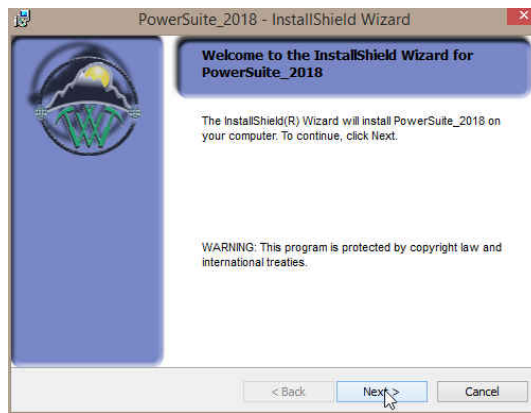 PowerSuite_2018 - InstallShield Wizard
Welcome to the InstallShield Wizard for
PowerSuite_2018
The InstallShield(R) Wizard will install PowerSuite_2018 on
your computer. To continue, click Next.
WARNING: This program is protected by copyright law and
international treaties.
< Back
Next >
Cancel